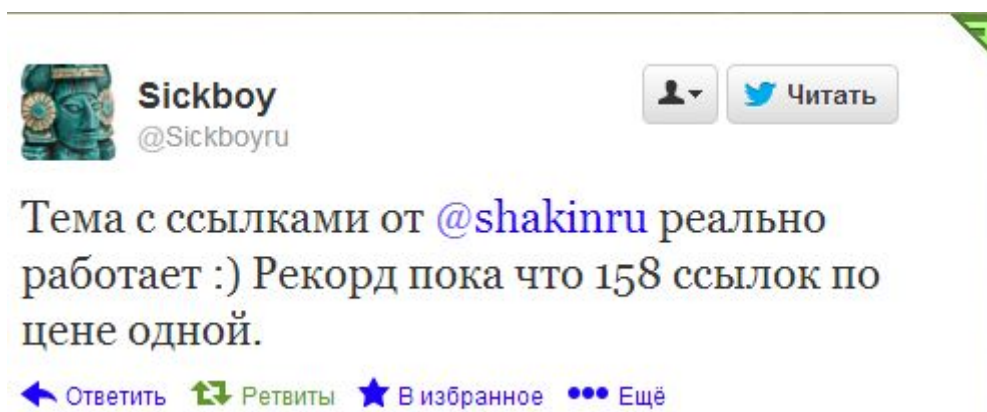 Sickboy
@Sickboyru
Читать
Тема с ссылками от @shakinru реально
работает :) Рекорд пока что 158 ссылок по
цене одной.
Ответить Ретвиты В избранное Ещё